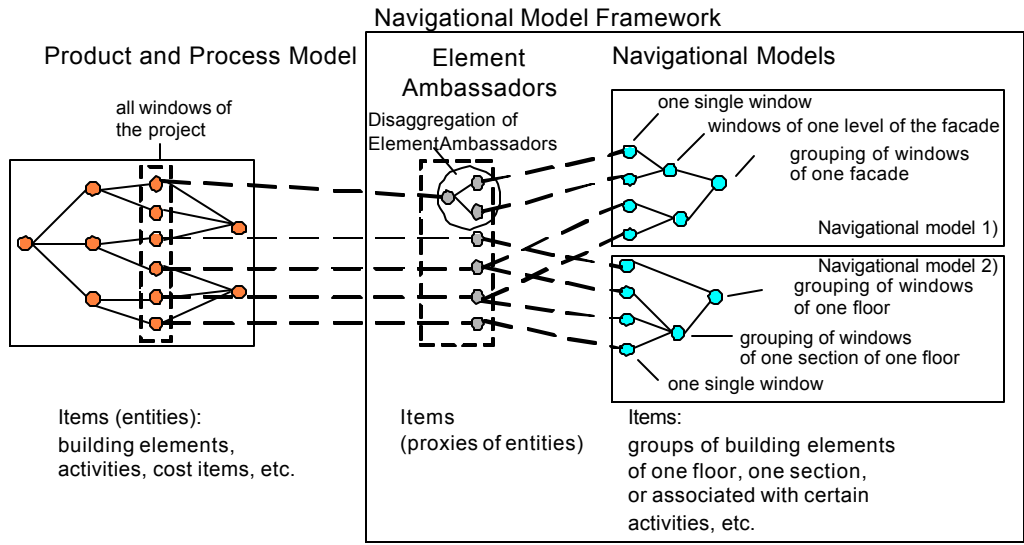 Navigational Model Framework
Product and Process Model
Element
Ambassadors
Navigational Models
all windows of
the project
Disaggregation of
ElementAmbassadors
one single window
windows of one level of the facade
grouping of windows
of one facade
Navigational model 1)
Navigational model 2)
grouping of windows
of one floor
grouping of windows
of one section of one floor
one single window
Items (entities):
building elements,
activities, cost items, etc.
Items
(proxies of entities)
Items:
groups of building elements
of one floor, one section,
or associated with certain
activities, etc.